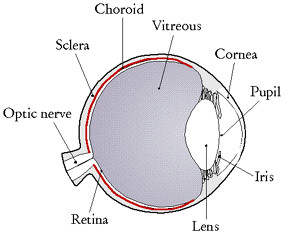 Choroid
Vitreous
Sclera
Cornea
Pupil
Optic nerve
Iris
Retina
Lens